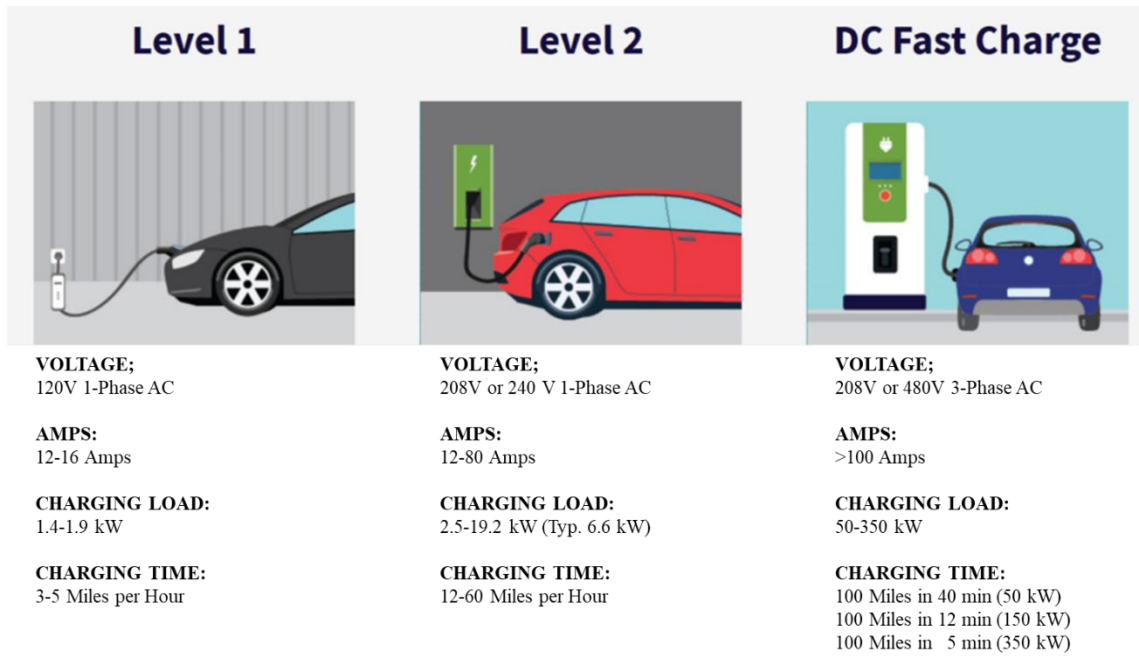 Level 1
VOLTAGE;
120V 1-Phase AC
AMPS:
12-16 Amps
CHARGING LOAD:
1.4-1.9 kW
CHARGING TIME:
3-5 Miles per Hour
Level 2
VOLTAGE;
208V or 240 V 1-Phase AC
AMPS:
12-80 Amps
CHARGING LOAD:
2.5-19.2 kW (Typ. 6.6 kW)
CHARGING TIME:
12-60 Miles per Hour
DC Fast Charge
VOLTAGE;
208V or 480V 3-Phase AC
AMPS:
>100 Amps
CHARGING LOAD:
50-350 kW
CHARGING TIME:
100 Miles in 40 min (50 kW)
100 Miles in 12 min (150 kW)
100 Miles in   5 min (350 kW)